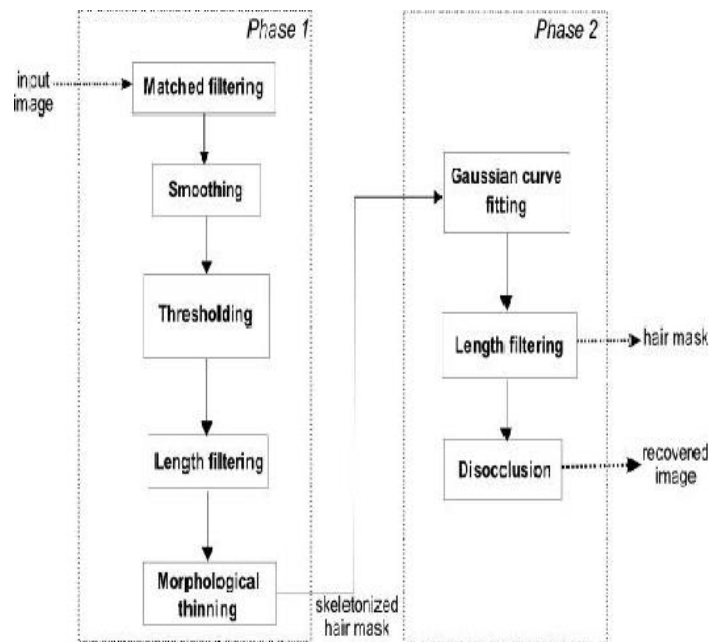 Phase 1
input
image
Matched filtering
Smoothing
Thresholding
Length filtering
Morphological
thinning
skeletonized
hair mask
Phase 2
Gaussian curve
fitting
Length filtering
hair mask
Disocclusion
recovered
image